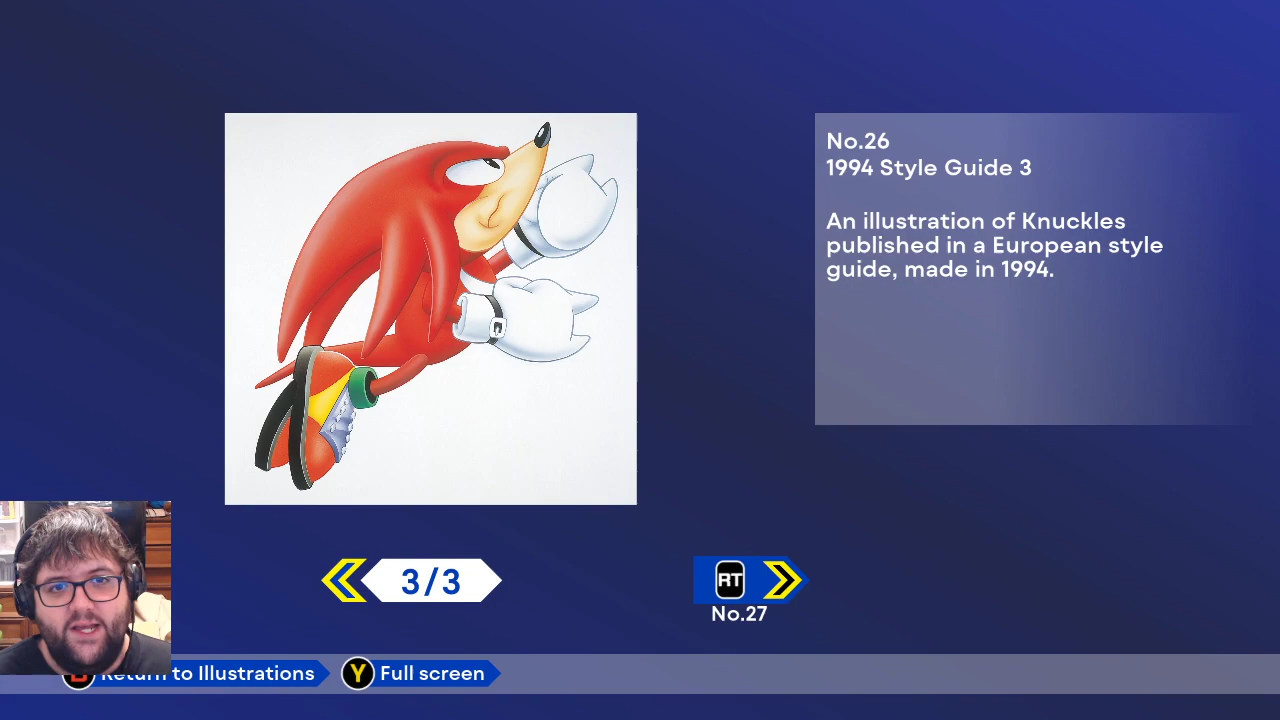 No.26
1994 Style Guide 3
An illustration of Knuckles
published in a European style
guide, made in 1994.
3/3
RT
No.27
Return to Illustrations
Y Full screen